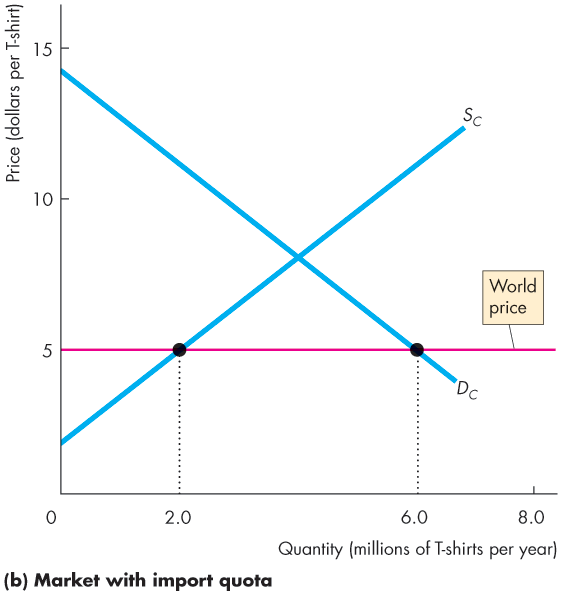 Price (dollars per T-shirt)
15
10
5
S_C
World
price
D_C
0
2.0
6.0
8.0
Quantity (millions of T-shirts per year)
(b) Market with import quota